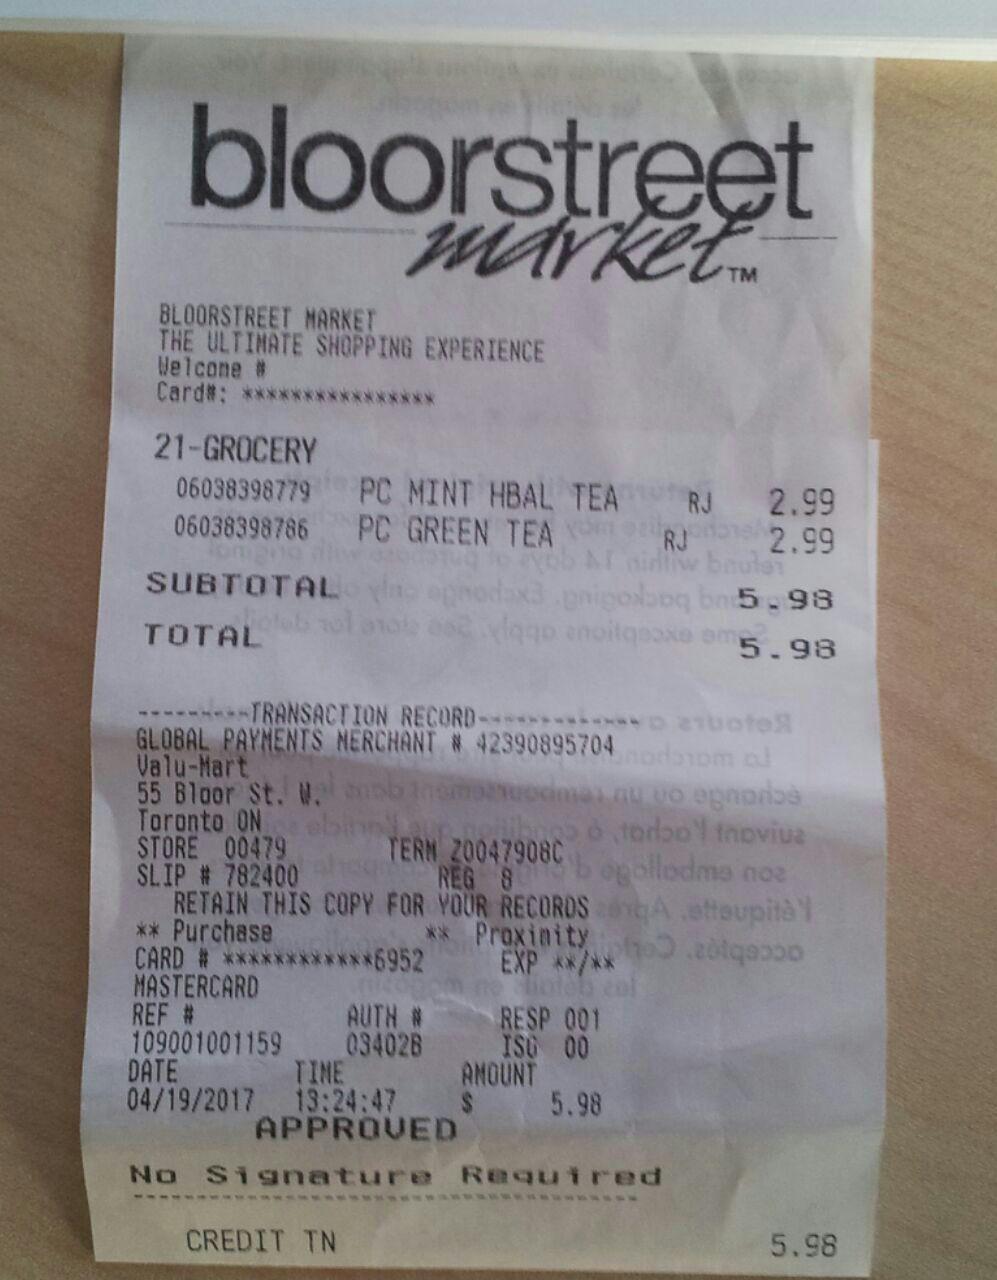 bloorstreet
market™
BLOORSTREET MARKET
THE ULTIMATE SHOPPING EXPERIENCE
Welcome #
Card#: ****************
21-GROCERY
06038398779 PC MINT HBAL TEA RJ 2.99
06038398786 PC GREEN TEA RJ 2.99
SUBTOTAL 5.98
TOTAL 5.98
---------TRANSACTION RECORD-------------
GLOBAL PAYMENTS MERCHANT # 42390895704
Valu-Mart
55 Bloor St. W.
Toronto ON
STORE 00479 TERM Z0047908C
SLIP # 782400 REG 8
RETAIN THIS COPY FOR YOUR RECORDS
** Purchase ** Proximity
CARD # ************6952 EXP **/**
MASTERCARD
REF # AUTH # RESP 001
109001001159 03402B ISO 00
DATE TIME AMOUNT
04/19/2017 13:24:47 $ 5.98
APPROVED
No Signature Required
-----------------------------------------
CREDIT TN 5.98